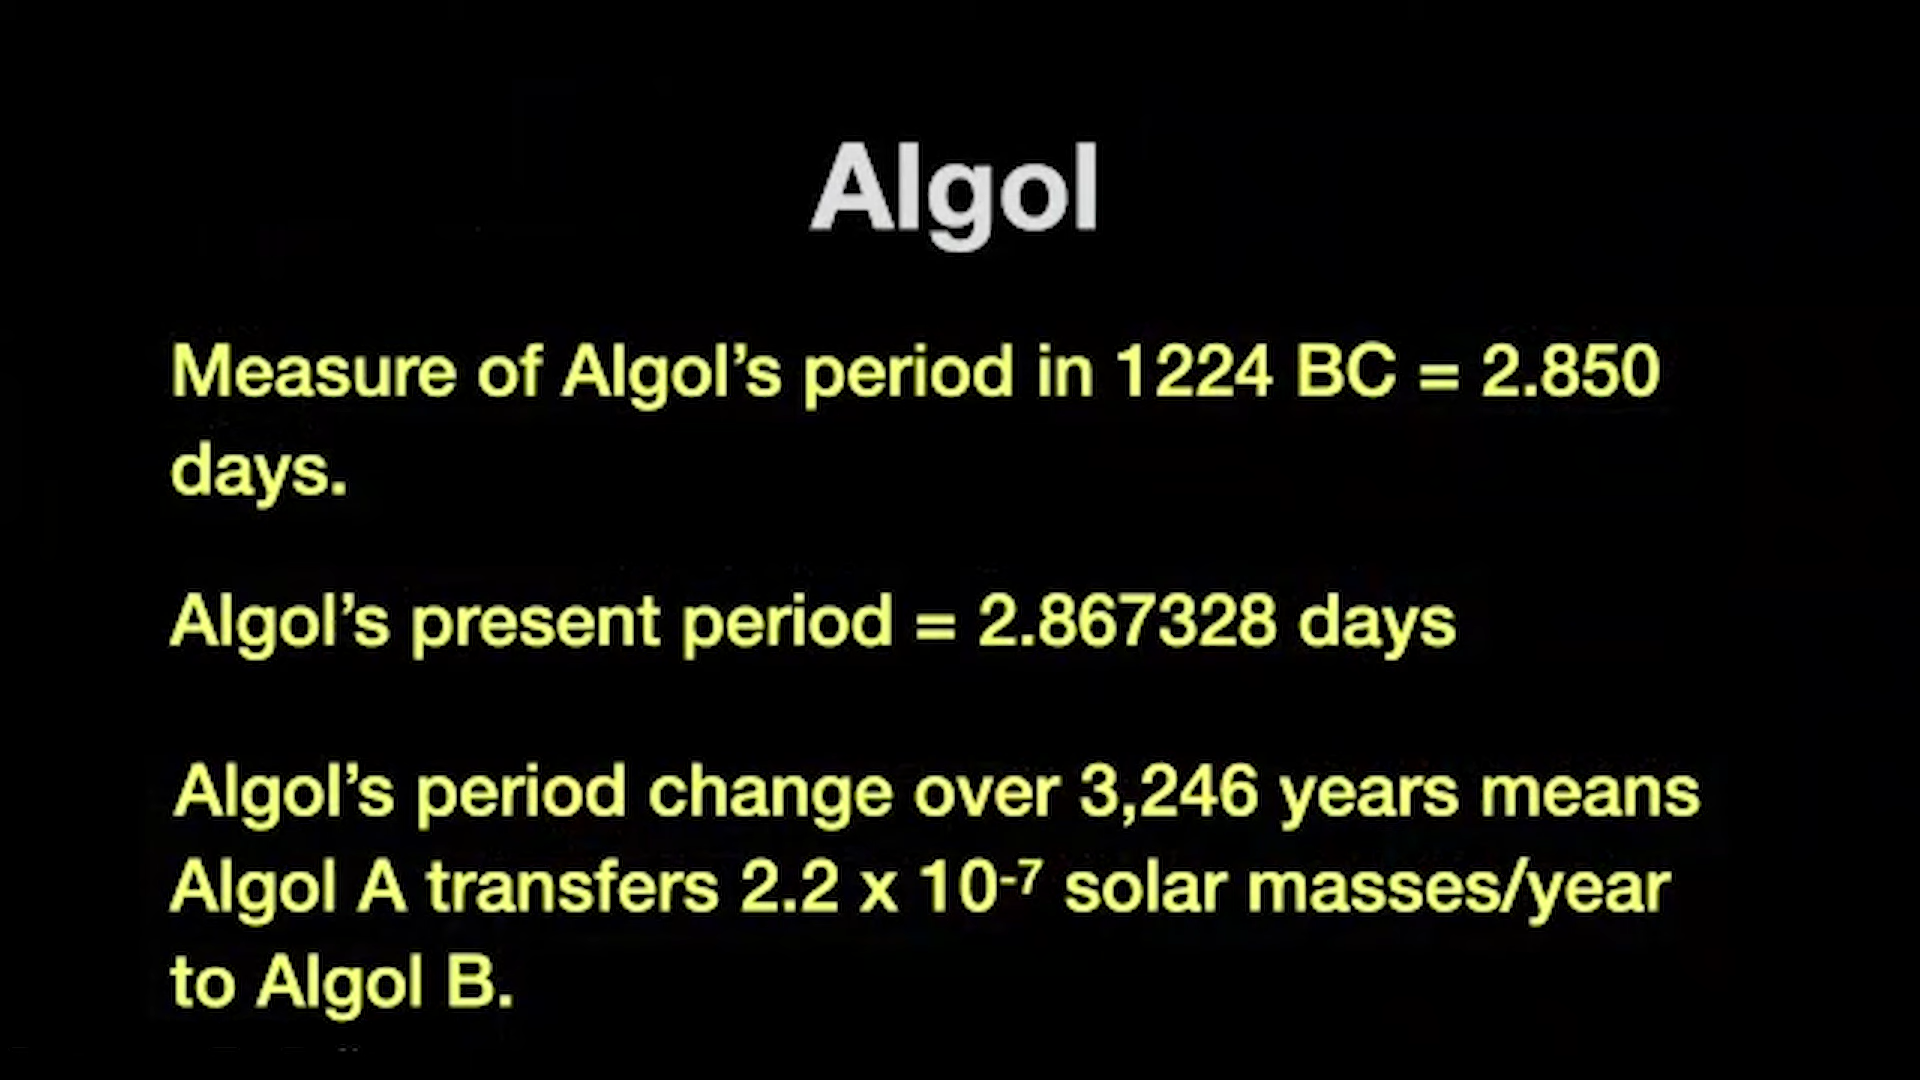 Algol
Measure of Algol’s period in 1224 BC = 2.850
days.
Algol’s present period = 2.867328 days
Algol’s period change over 3,246 years means
Algol A transfers 2.2 x 10⁻⁷ solar masses/year
to Algol B.